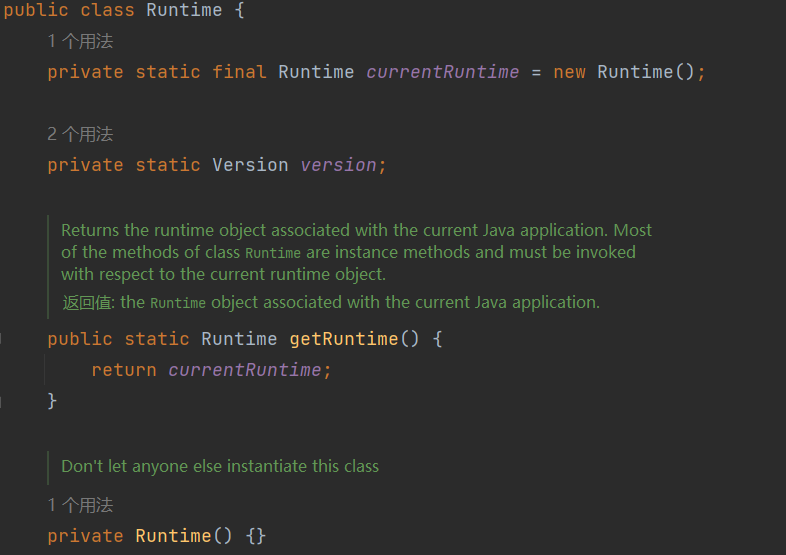 public class Runtime {
1 个用法
private static final Runtime currentRuntime = new Runtime();
2 个用法
private static Version version;
Returns the runtime object associated with the current Java application. Most
of the methods of class Runtime are instance methods and must be invoked
with respect to the current runtime object.
返回值: the Runtime object associated with the current Java application.
public static Runtime getRuntime() {
return currentRuntime;
}
Don't let anyone else instantiate this class
1 个用法
private Runtime() {}